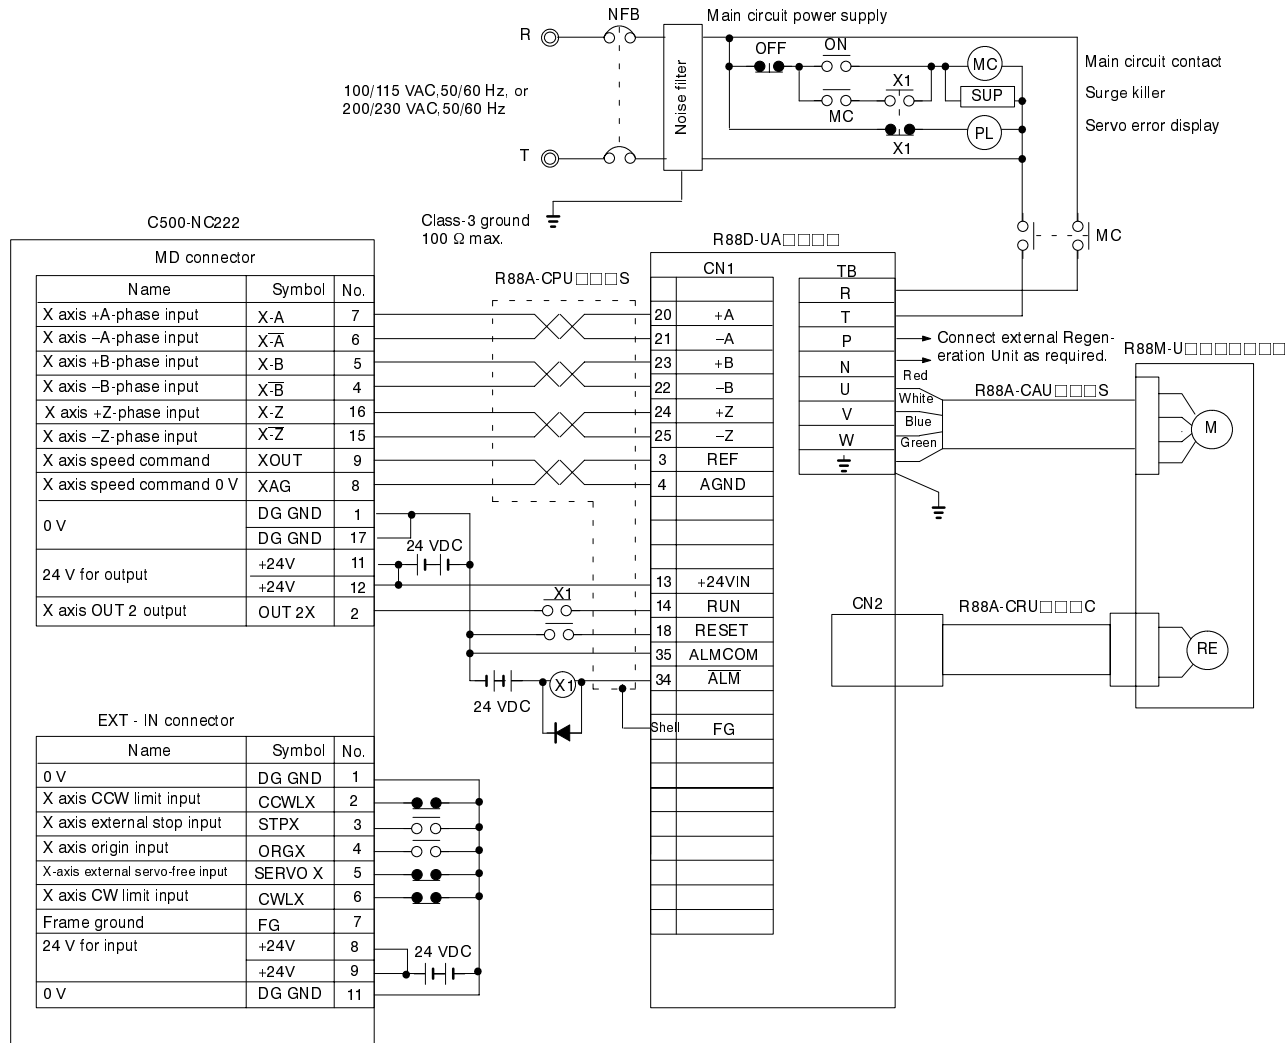 NFB
Main circuit power supply
R
OFF
ON
MC
Main circuit contact
100/115 VAC,50/60 Hz, or
200/230 VAC,50/60 Hz
Noise filter
X1
SUP
Surge killer
MC
PL
Servo error display
X1
T
Class-3 ground
100 Ω max.
MC
C500-NC222
MD connector
Name Symbol No.
X axis +A-phase input X-A 7
X axis –A-phase input X-A̅ 6
X axis +B-phase input X-B 5
X axis –B-phase input X-B̅ 4
X axis +Z-phase input X-Z 16
X axis –Z-phase input X-Z̅ 15
X axis speed command XOUT 9
X axis speed command 0 V XAG 8
0 V DG GND 1
DG GND 17
24 V for output +24V 11
+24V 12
X axis OUT 2 output OUT 2X 2
24 VDC
X1
X1
24 VDC
R88A-CPU□□□S
R88D-UA□□□□
CN1
20 +A
21 –A
23 +B
22 –B
24 +Z
25 –Z
3 REF
4 AGND
13 +24VIN
14 RUN
18 RESET
35 ALMCOM
34 A̅L̅M̅
Shell FG
TB
R
T
P
N
U
V
W
Connect external Regen-
eration Unit as required.
Red
White
Blue
Green
R88A-CAU□□□S
R88M-U□□□□□□□
M
CN2
R88A-CRU□□□C
RE
EXT - IN connector
Name Symbol No.
0 V DG GND 1
X axis CCW limit input CCWLX 2
X axis external stop input STPX 3
X axis origin input ORGX 4
X-axis external servo-free input SERVO X 5
X axis CW limit input CWLX 6
Frame ground FG 7
24 V for input +24V 8
+24V 9
0 V DG GND 11
24 VDC